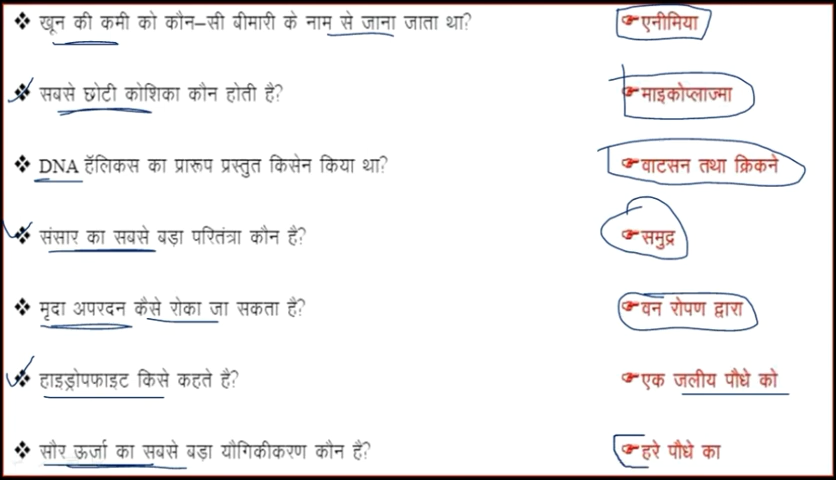 ❖ खून की कमी को कौन–सी बीमारी के नाम से जाना जाता था? ☞ एनीमिया
❖ सबसे छोटी कोशिका कौन होती है? ☞ माइकोप्लाज्मा
❖ DNA हॅलिकस का प्रारूप प्रस्तुत किसेन किया था? ☞ वाटसन तथा क्रिकने
❖ संसार का सबसे बड़ा परितंत्रा कौन है? ☞ समुद्र
❖ मृदा अपरदन कैसे रोका जा सकता है? ☞ वन रोपण द्वारा
❖ हाइड्रोपफाइट किसे कहते है? ☞ एक जलीय पौधे को
❖ सौर ऊर्जा का सबसे बड़ा यौगिकीकरण कौन है? ☞ हरे पौधे का